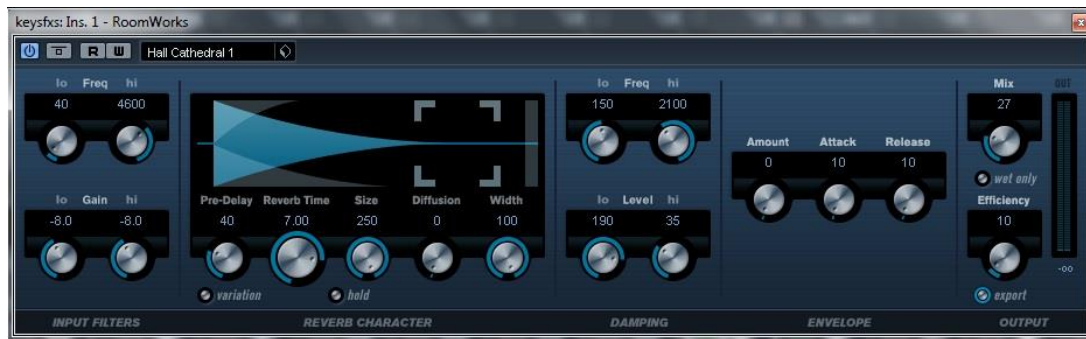 keysfxs: Ins. 1 - RoomWorks
R W Hall Cathedral 1
lo Freq hi
40 4600
lo Gain hi
-8.0 -8.0
INPUT FILTERS
Pre-Delay Reverb Time Size Diffusion Width
40 7.00 250 0 100
variation hold
REVERB CHARACTER
lo Freq hi
150 2100
lo Level hi
190 35
DAMPING
Amount Attack Release
0 10 10
ENVELOPE
Mix OUT
27
wet only
Efficiency
10
-oo
export
OUTPUT